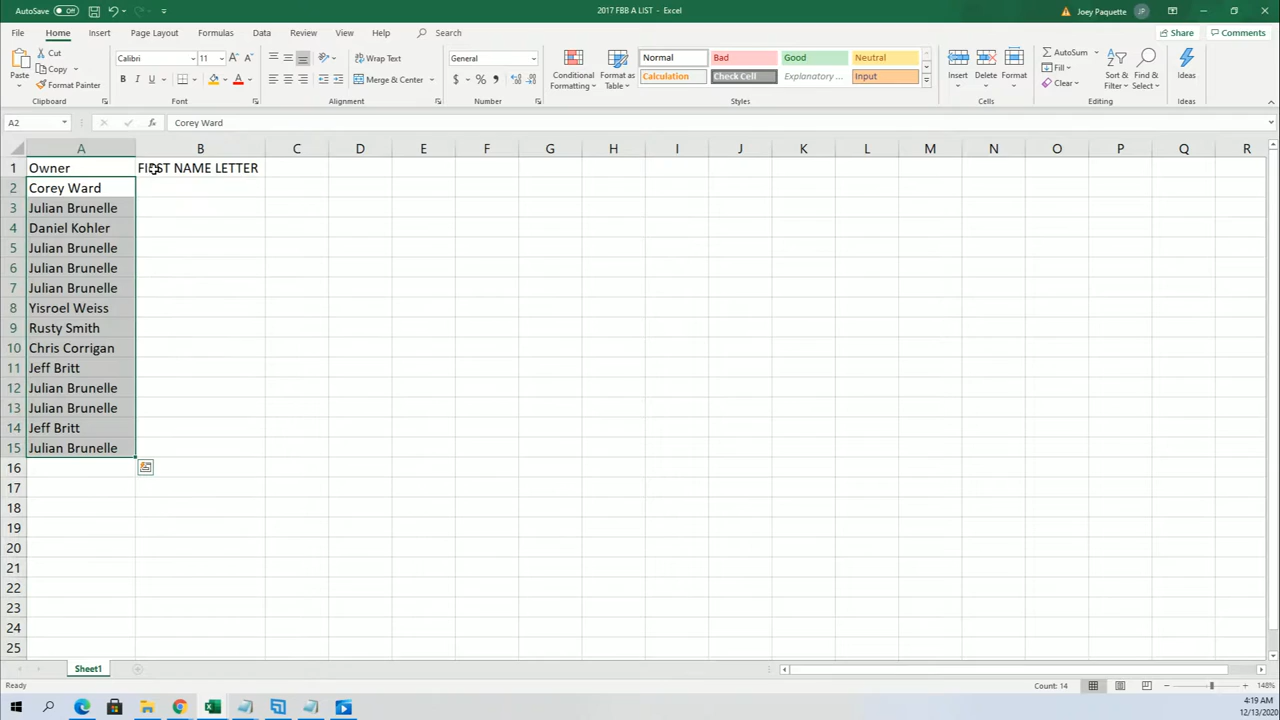 AutoSave Off 2017 FBB A LIST - Excel Joey Paquette JP
File Home Insert Page Layout Formulas Data Review View Help Search Share Comments
Paste Cut Copy Format Painter Clipboard
Calibri 11 B I U A Font
Wrap Text Merge & Center Alignment
General $ % Number
Conditional Formatting Format as Table
Normal Bad Good Neutral
Calculation Check Cell Explanatory ... Input
Styles
Insert Delete Format Cells
AutoSum Fill Clear Sort & Filter Find & Select Editing
Ideas Ideas
A2 fx Corey Ward
A B C D E F G H I J K L M N O P Q R
1 Owner FIRST NAME LETTER
2 Corey Ward
3 Julian Brunelle
4 Daniel Kohler
5 Julian Brunelle
6 Julian Brunelle
7 Julian Brunelle
8 Yisroel Weiss
9 Rusty Smith
10 Chris Corrigan
11 Jeff Britt
12 Julian Brunelle
13 Julian Brunelle
14 Jeff Britt
15 Julian Brunelle
16
17
18
19
20
21
22
23
24
25
Sheet1
Ready Count: 14 148%
4:19 AM
12/13/2020